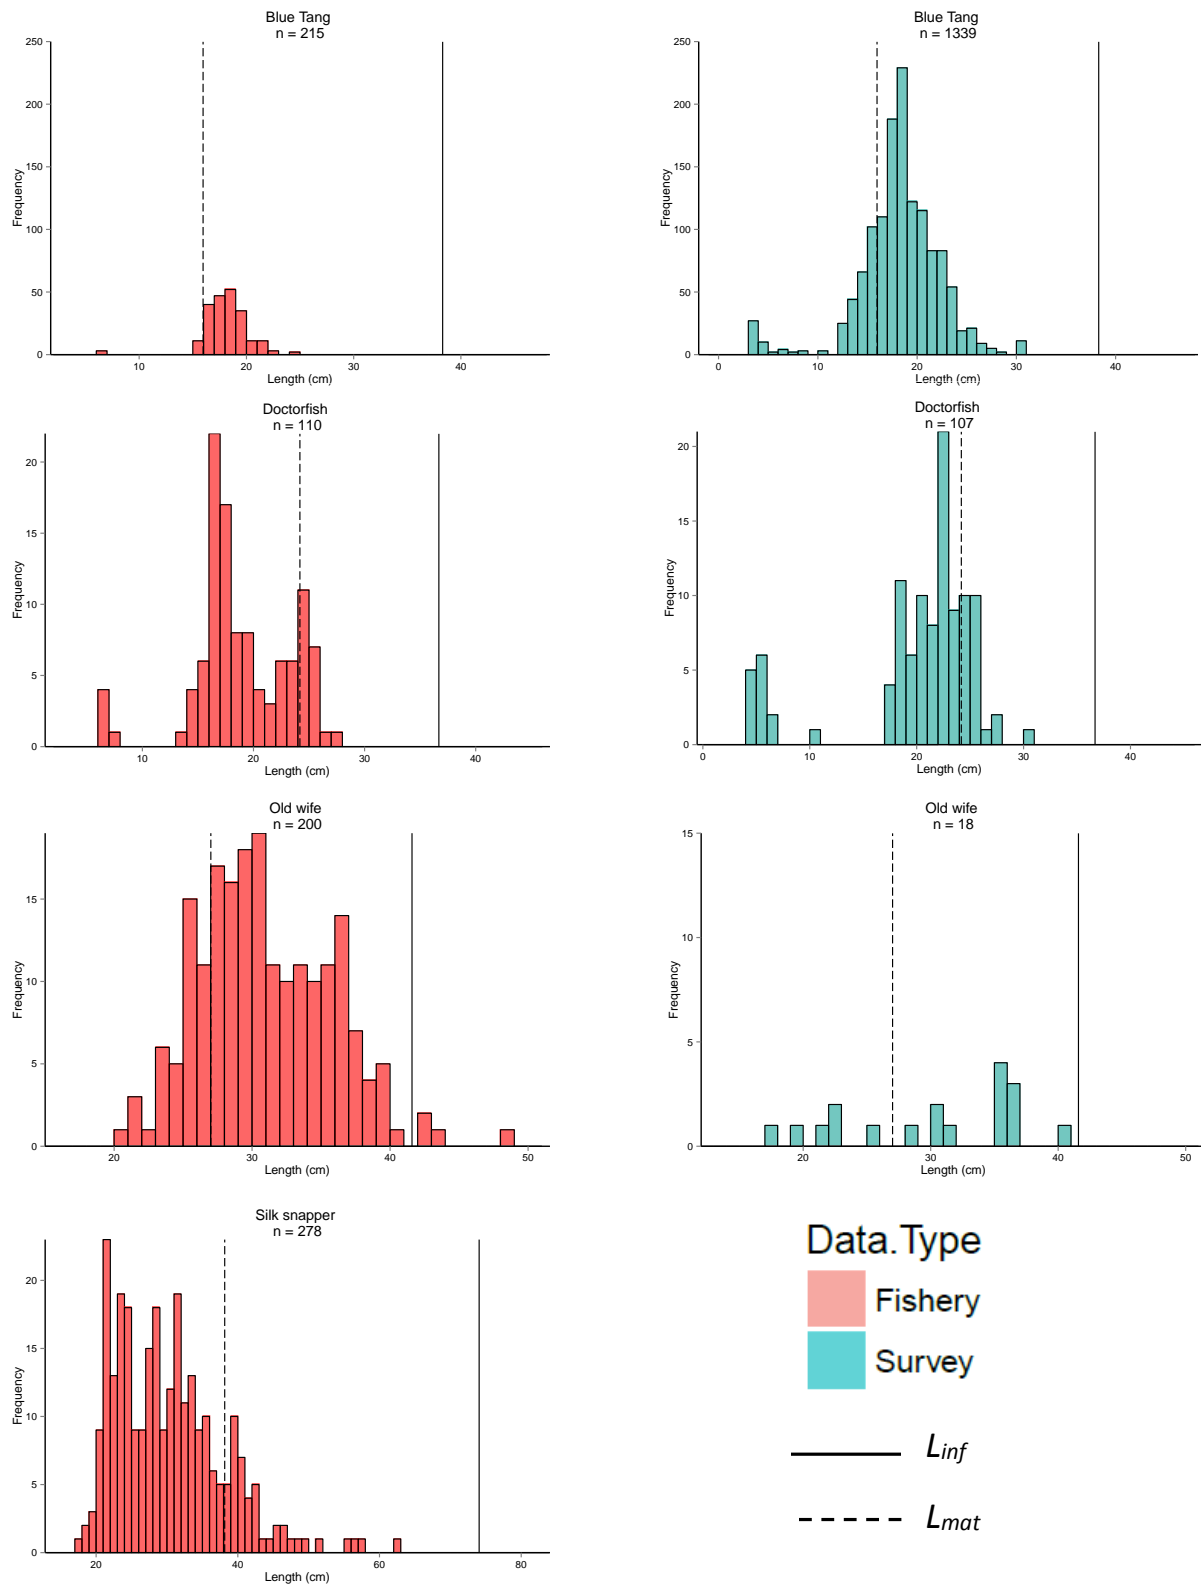 Blue Tang
n = 215
250
200
150
100
50
0
Frequency
10
20
30
40
Length (cm)
Blue Tang
n = 1339
250
200
150
100
50
0
Frequency
0
10
20
30
40
Length (cm)
Doctorfish
n = 110
20
15
10
5
0
Frequency
10
20
30
40
Length (cm)
Doctorfish
n = 107
20
15
10
5
0
Frequency
0
10
20
30
40
Length (cm)
Old wife
n = 200
15
10
5
0
Frequency
20
30
40
50
Length (cm)
Old wife
n = 18
15
10
5
0
Frequency
20
30
40
50
Length (cm)
Silk snapper
n = 278
20
15
10
5
0
Frequency
20
40
60
80
Length (cm)
Data.Type
Fishery
Survey
Linf
Lmat